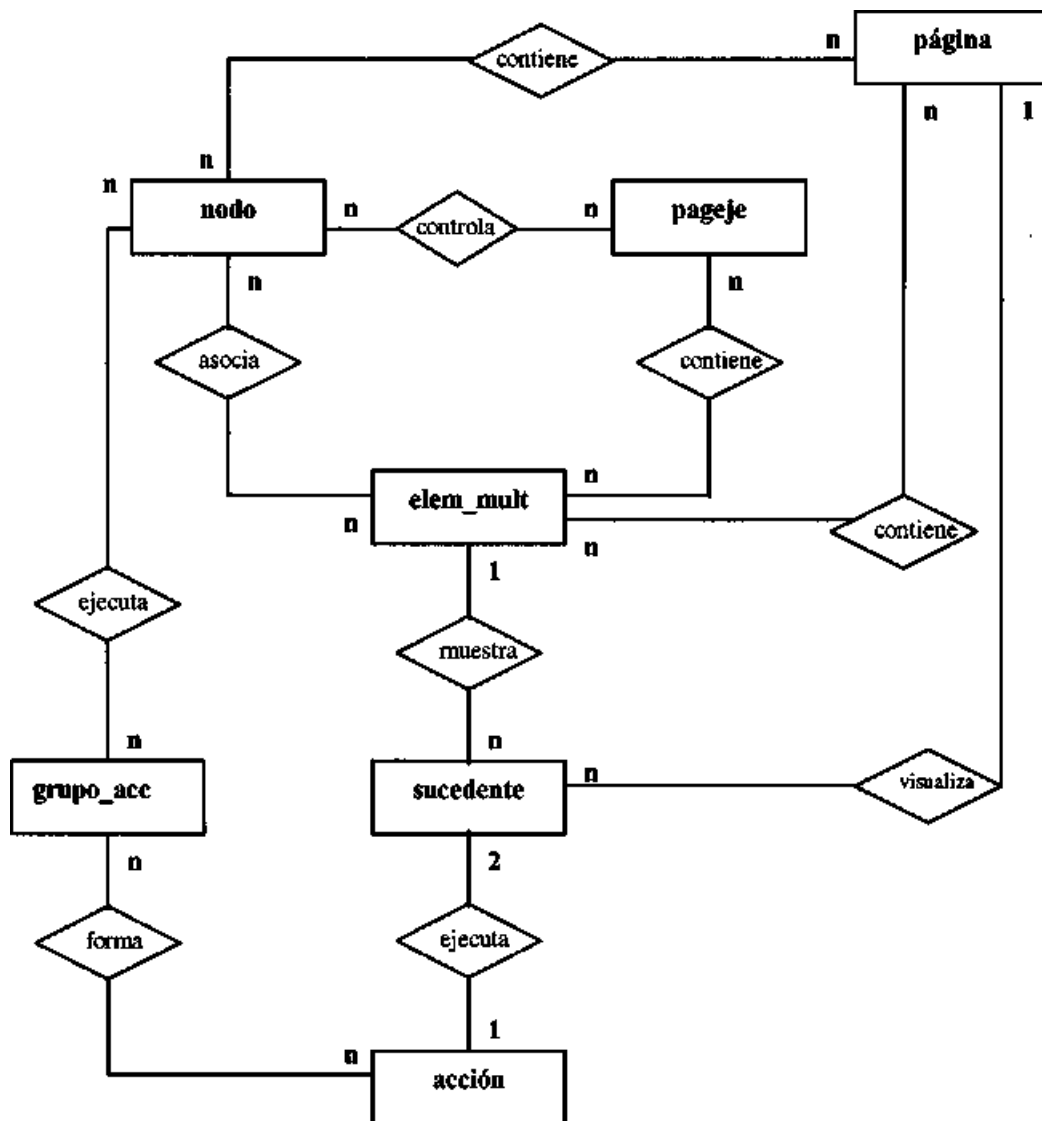 página
contiene
n
n
1
n
n
nodo
n
controla
n
pageje
n
n
asocia
contiene
n
elem_mult
n
n
contiene
n
1
ejecuta
muestra
n
n
grupo_acc
sucedente
n
visualiza
n
2
forma
ejecuta
1
n
acción